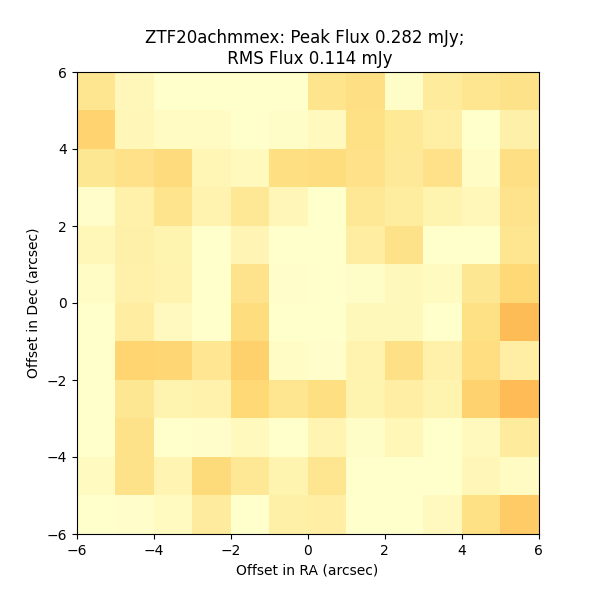 ZTF20achmmex: Peak Flux 0.282 mJy;
RMS Flux 0.114 mJy
6
4
2
0
−2
−4
−6
Offset in Dec (arcsec)
−6 −4 −2 0 2 4 6
Offset in RA (arcsec)